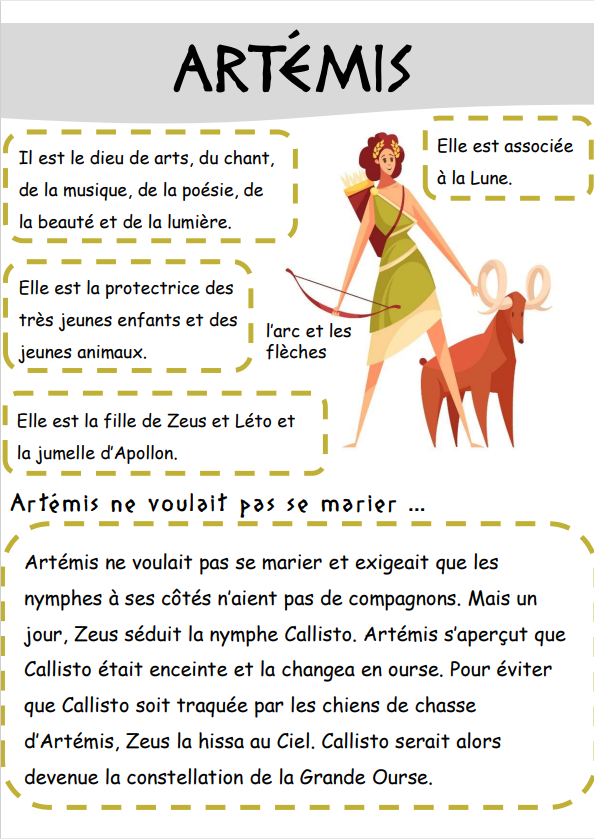 ARTÉMIS
Il est le dieu de arts, du chant,
de la musique, de la poésie, de
la beauté et de la lumière.
Elle est associée
à la Lune.
Elle est la protectrice des
très jeunes enfants et des
jeunes animaux.
l'arc et les
flèches
Elle est la fille de Zeus et Léto et
la jumelle d'Apollon.
Artémis ne voulait pas se marier ...
Artémis ne voulait pas se marier et exigeait que les
nymphes à ses côtés n'aient pas de compagnons. Mais un
jour, Zeus séduit la nymphe Callisto. Artémis s'aperçut que
Callisto était enceinte et la changea en ourse. Pour éviter
que Callisto soit traquée par les chiens de chasse
d'Artémis, Zeus la hissa au Ciel. Callisto serait alors
devenue la constellation de la Grande Ourse.